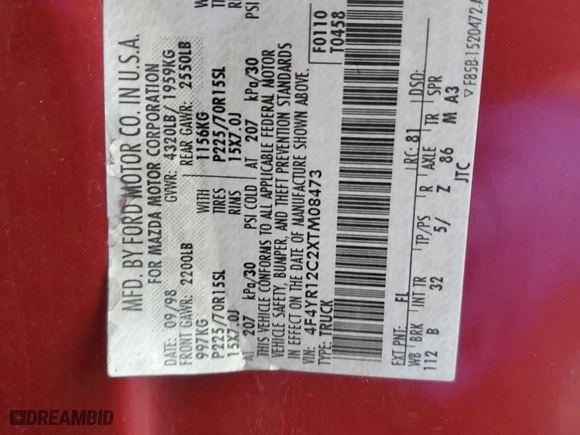 MFD. BY FORD MOTOR CO. IN U.S.A.
FOR MAZDA MOTOR CORPORATION
DATE: 09/98 GVWR: 4320LB/ 1959KG
FRONT GAWR: 2200LB REAR GAWR: 2550LB
997KG 1156KG
P225/70R15SL TIRES P225/70R15SL
15X7.0J RINS 15X7.0J
AT 207 kPa/30 PSI COLD AT 207 kPa/30 PSI
THIS VEHICLE CONFORMS TO ALL APPLICABLE FEDERAL MOTOR
VEHICLE SAFETY, BUMPER, AND THEFT PREVENTION STANDARDS
IN EFFECT ON THE DATE OF MANUFACTURE SHOWN ABOVE.
VIN: 4F4YR12C2XTM08473 F0110
TYPE: TRUCK T0458
EXT PNT: FL RC: 81 DSO:
WB BRK INT TR TP/PS R AXLE TR SPR
112 B 32 5/ Z 86 M A3
JTC
▽ F85B-1520472-A
DREAMBID